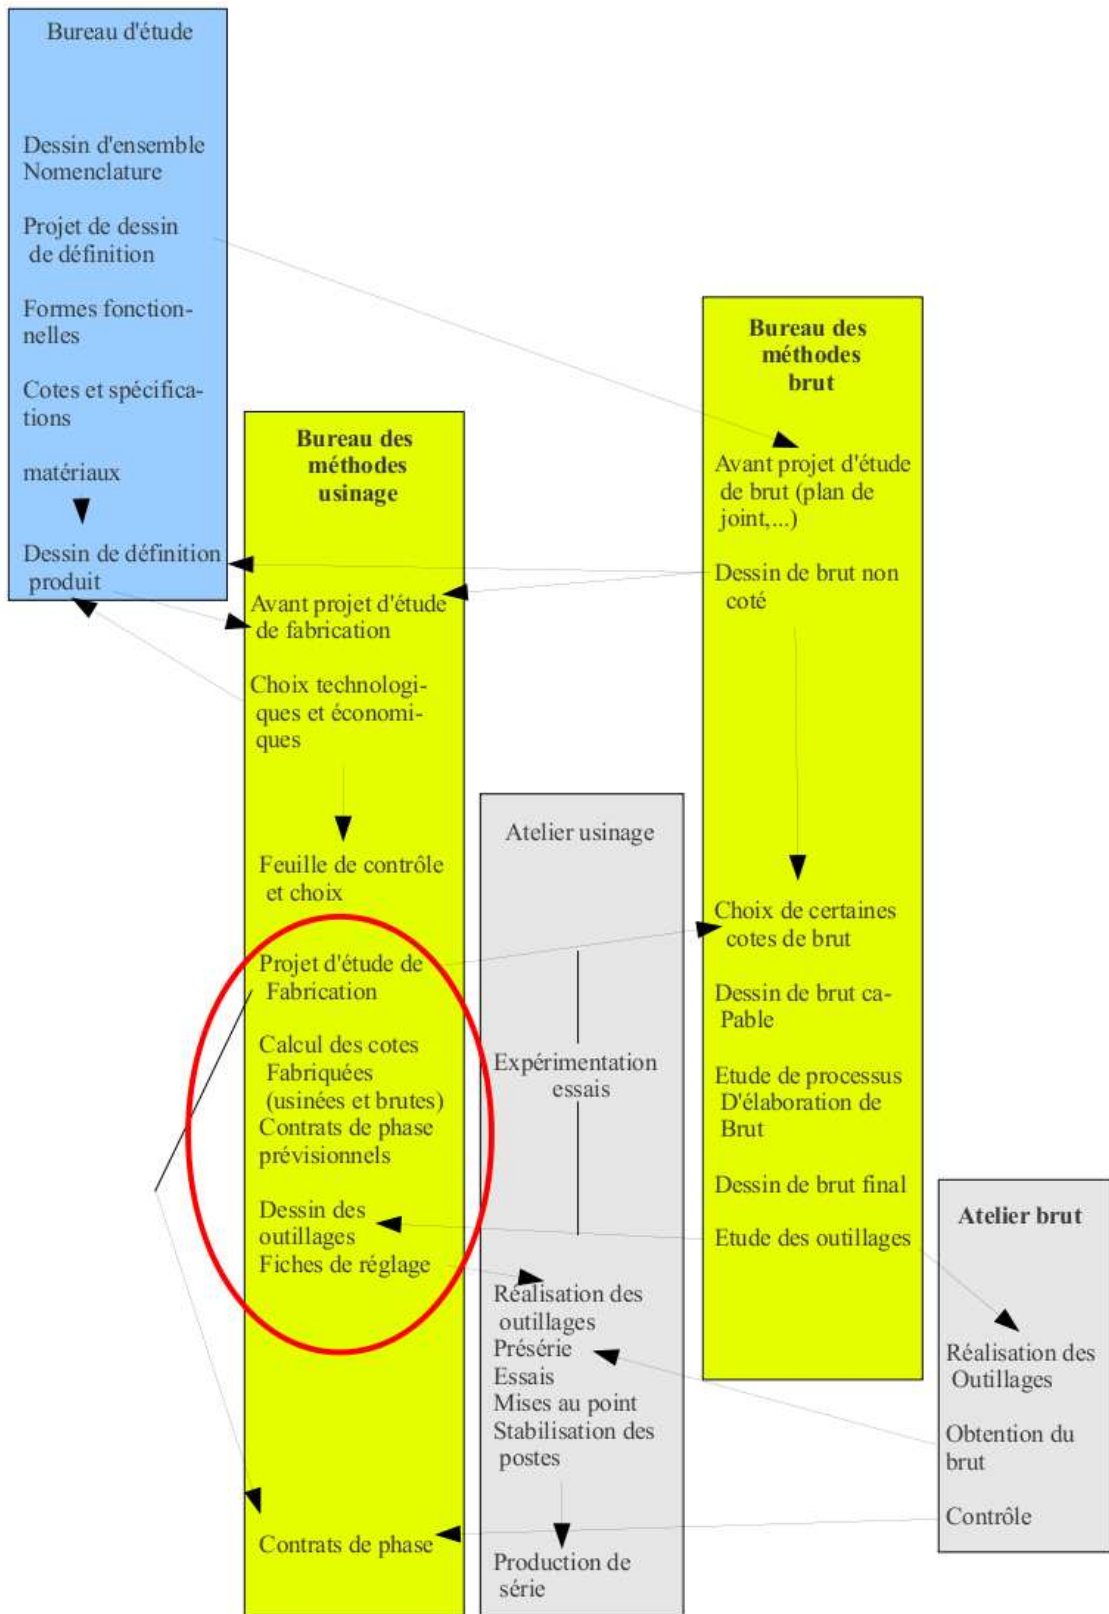 Bureau d'étude
Dessin d'ensemble
Nomenclature
Projet de dessin
de définition
Formes fonction-
nelles
Cotes et spécifica-
tions
matériaux
Dessin de définition
produit
Bureau des
méthodes
usinage
Avant projet d'étude
de fabrication
Choix technologi-
ques et économi-
ques
Feuille de contrôle
et choix
Projet d'étude de
Fabrication
Calcul des cotes
Fabriquées
(usinées et brutes)
Contrats de phase
prévisionnels
Dessin des
outillages
Fiches de réglage
Contrats de phase
Atelier usinage
Expérimentation
essais
Réalisation des
outillages
Présérie
Essais
Mises au point
Stabilisation des
postes
Production de
série
Bureau des
méthodes
brut
Avant projet d'étude
de brut (plan de
joint,...)
Dessin de brut non
coté
Choix de certaines
cotes de brut
Dessin de brut ca-
Pable
Etude de processus
D'élaboration de
Brut
Dessin de brut final
Etude des outillages
Atelier brut
Réalisation des
Outillages
Obtention du
brut
Contrôle